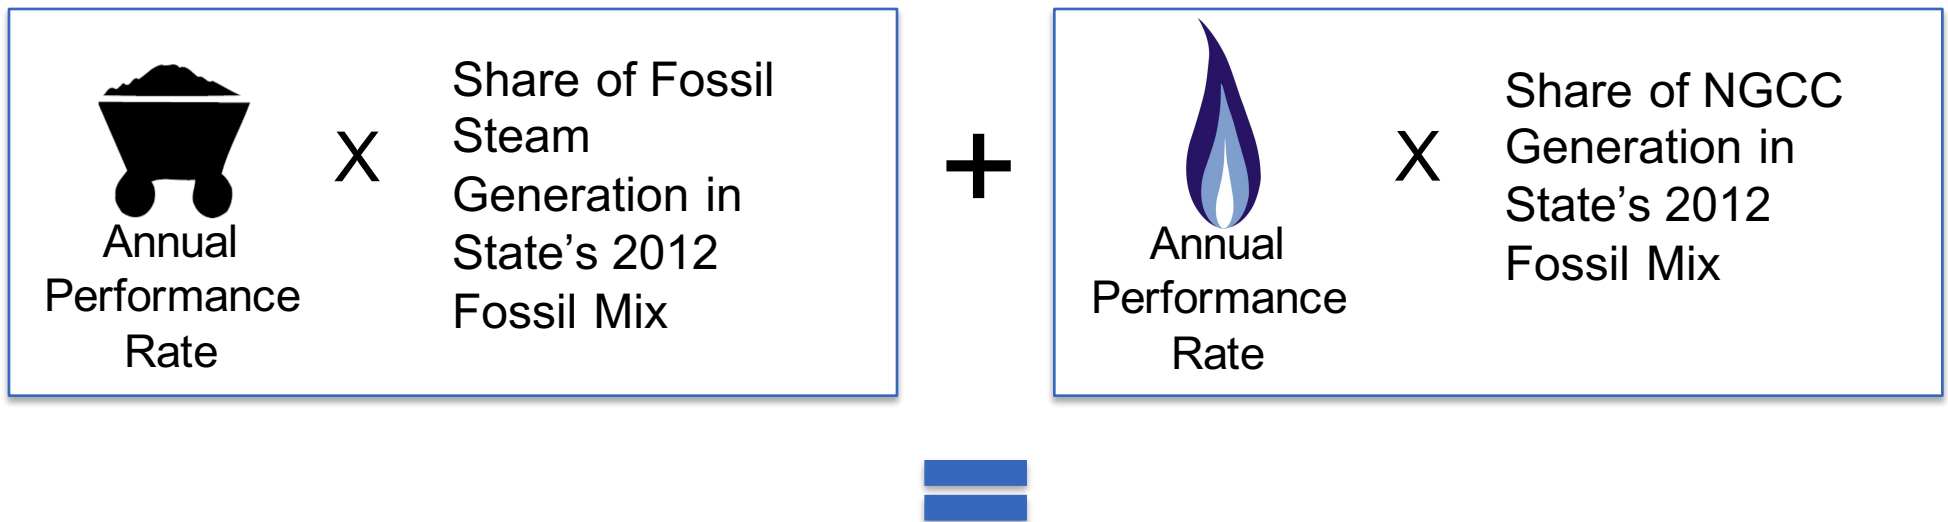 Annual
Performance
Rate
X
Share of Fossil
Steam
Generation in
State’s 2012
Fossil Mix
+
Annual
Performance
Rate
X
Share of NGCC
Generation in
State’s 2012
Fossil Mix
=